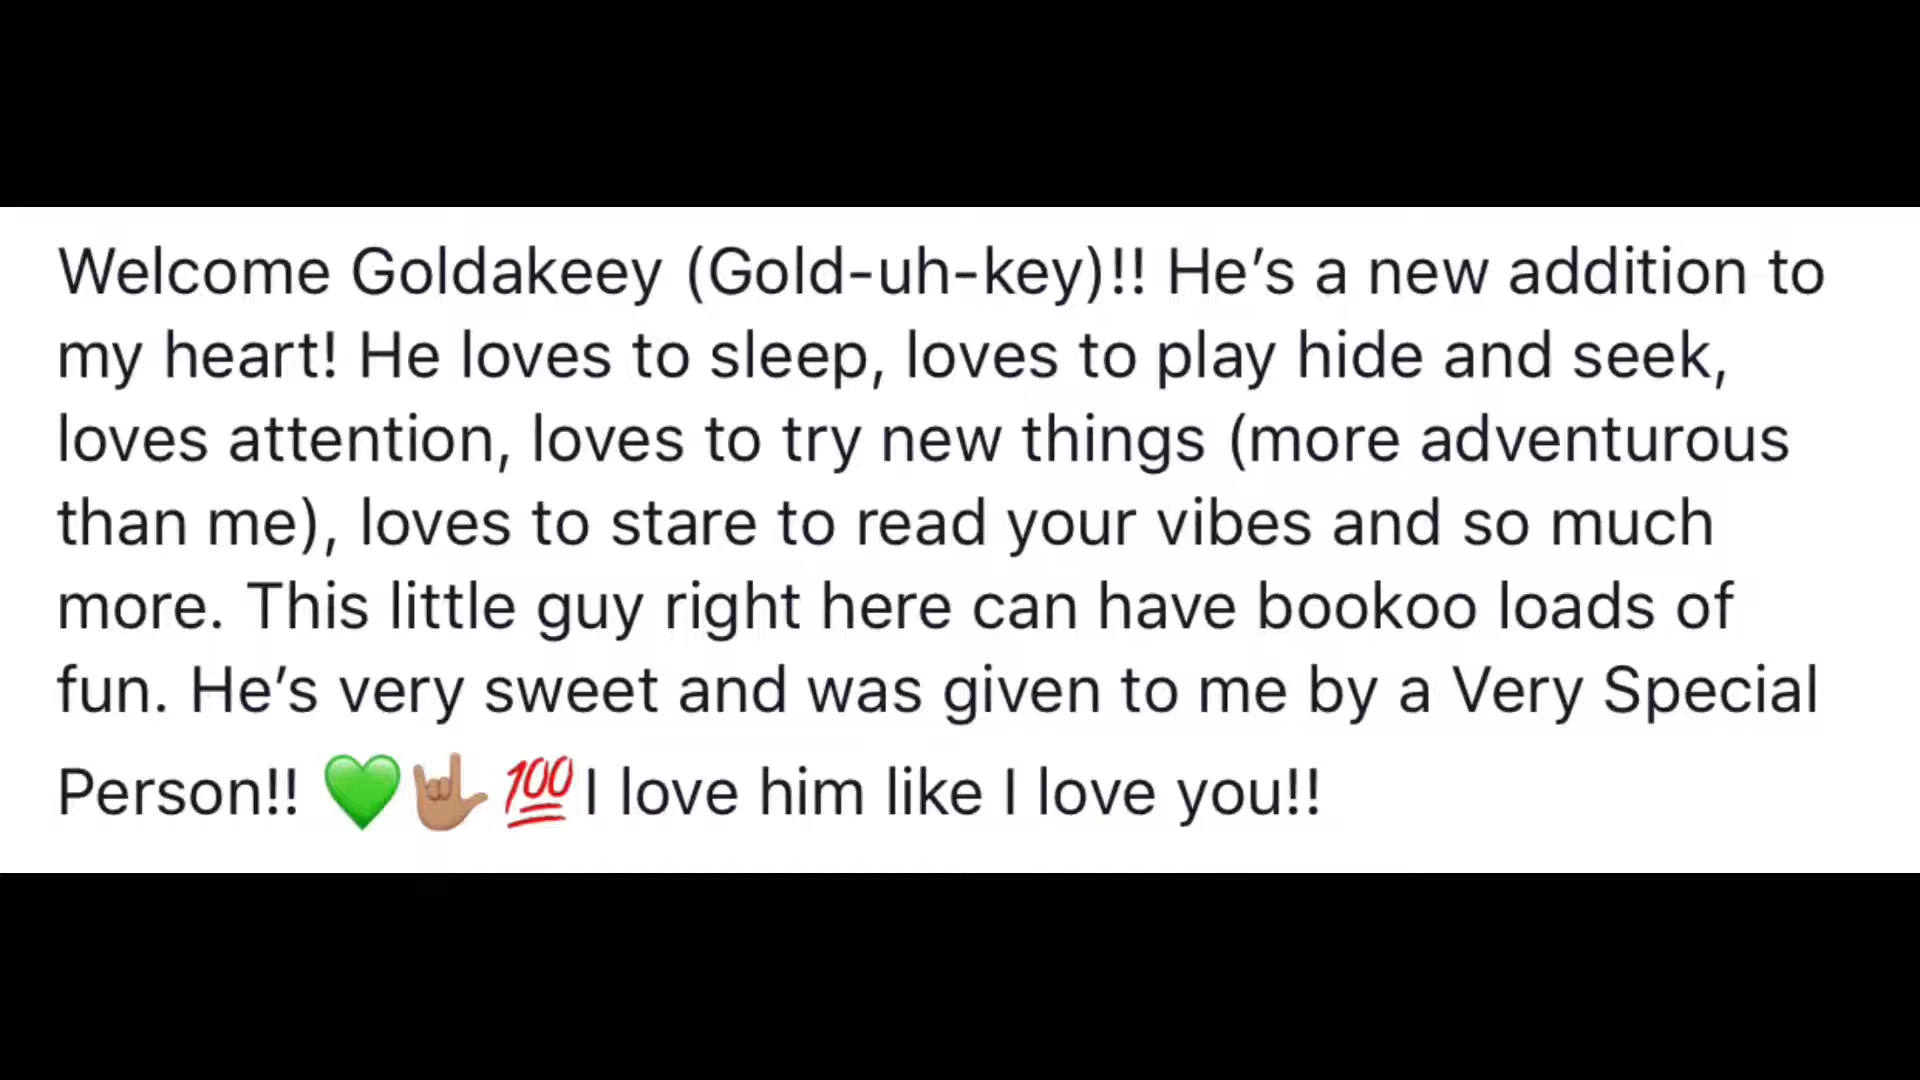 Welcome Goldakeey (Gold-uh-key)!! He’s a new addition to
my heart! He loves to sleep, loves to play hide and seek,
loves attention, loves to try new things (more adventurous
than me), loves to stare to read your vibes and so much
more. This little guy right here can have bookoo loads of
fun. He’s very sweet and was given to me by a Very Special
Person!! 💚🤟🏽💯I love him like I love you!!